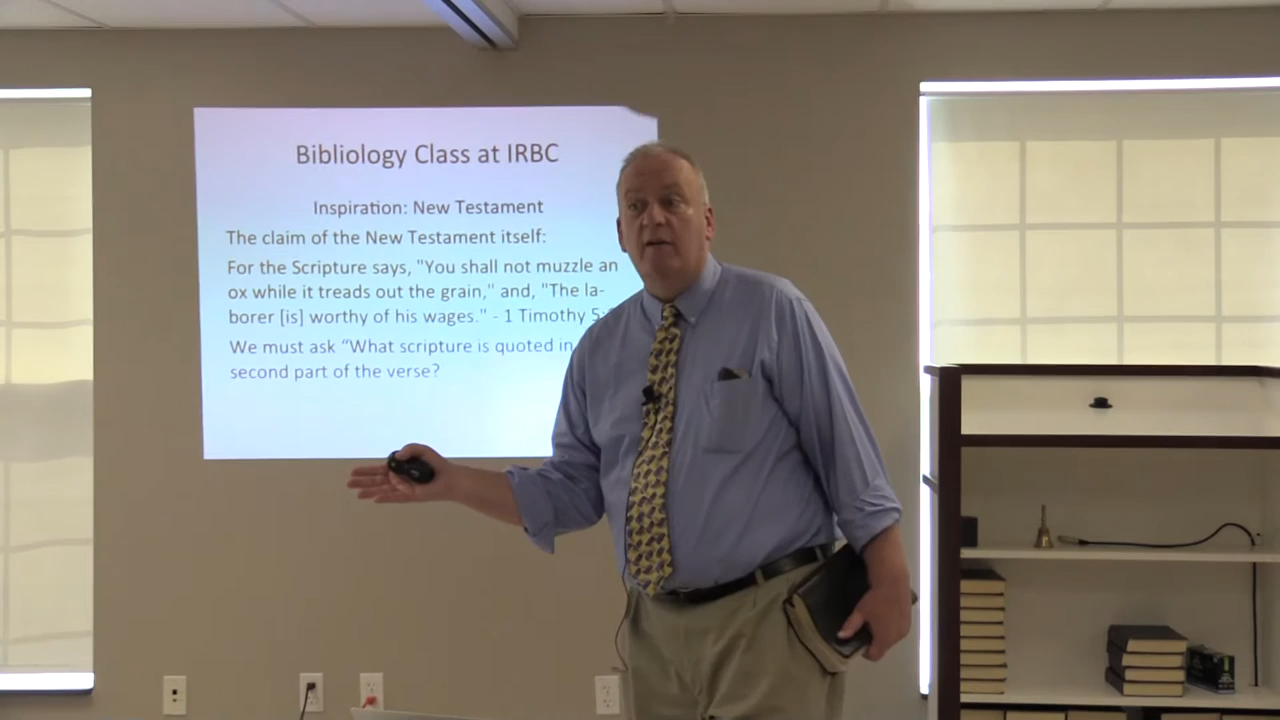 Bibliology Class at IRBC
Inspiration: New Testament
The claim of the New Testament itself:
For the Scripture says, "You shall not muzzle an
ox while it treads out the grain," and, "The la-
borer [is] worthy of his wages." - 1 Timothy 5:
We must ask “What scripture is quoted in
second part of the verse?